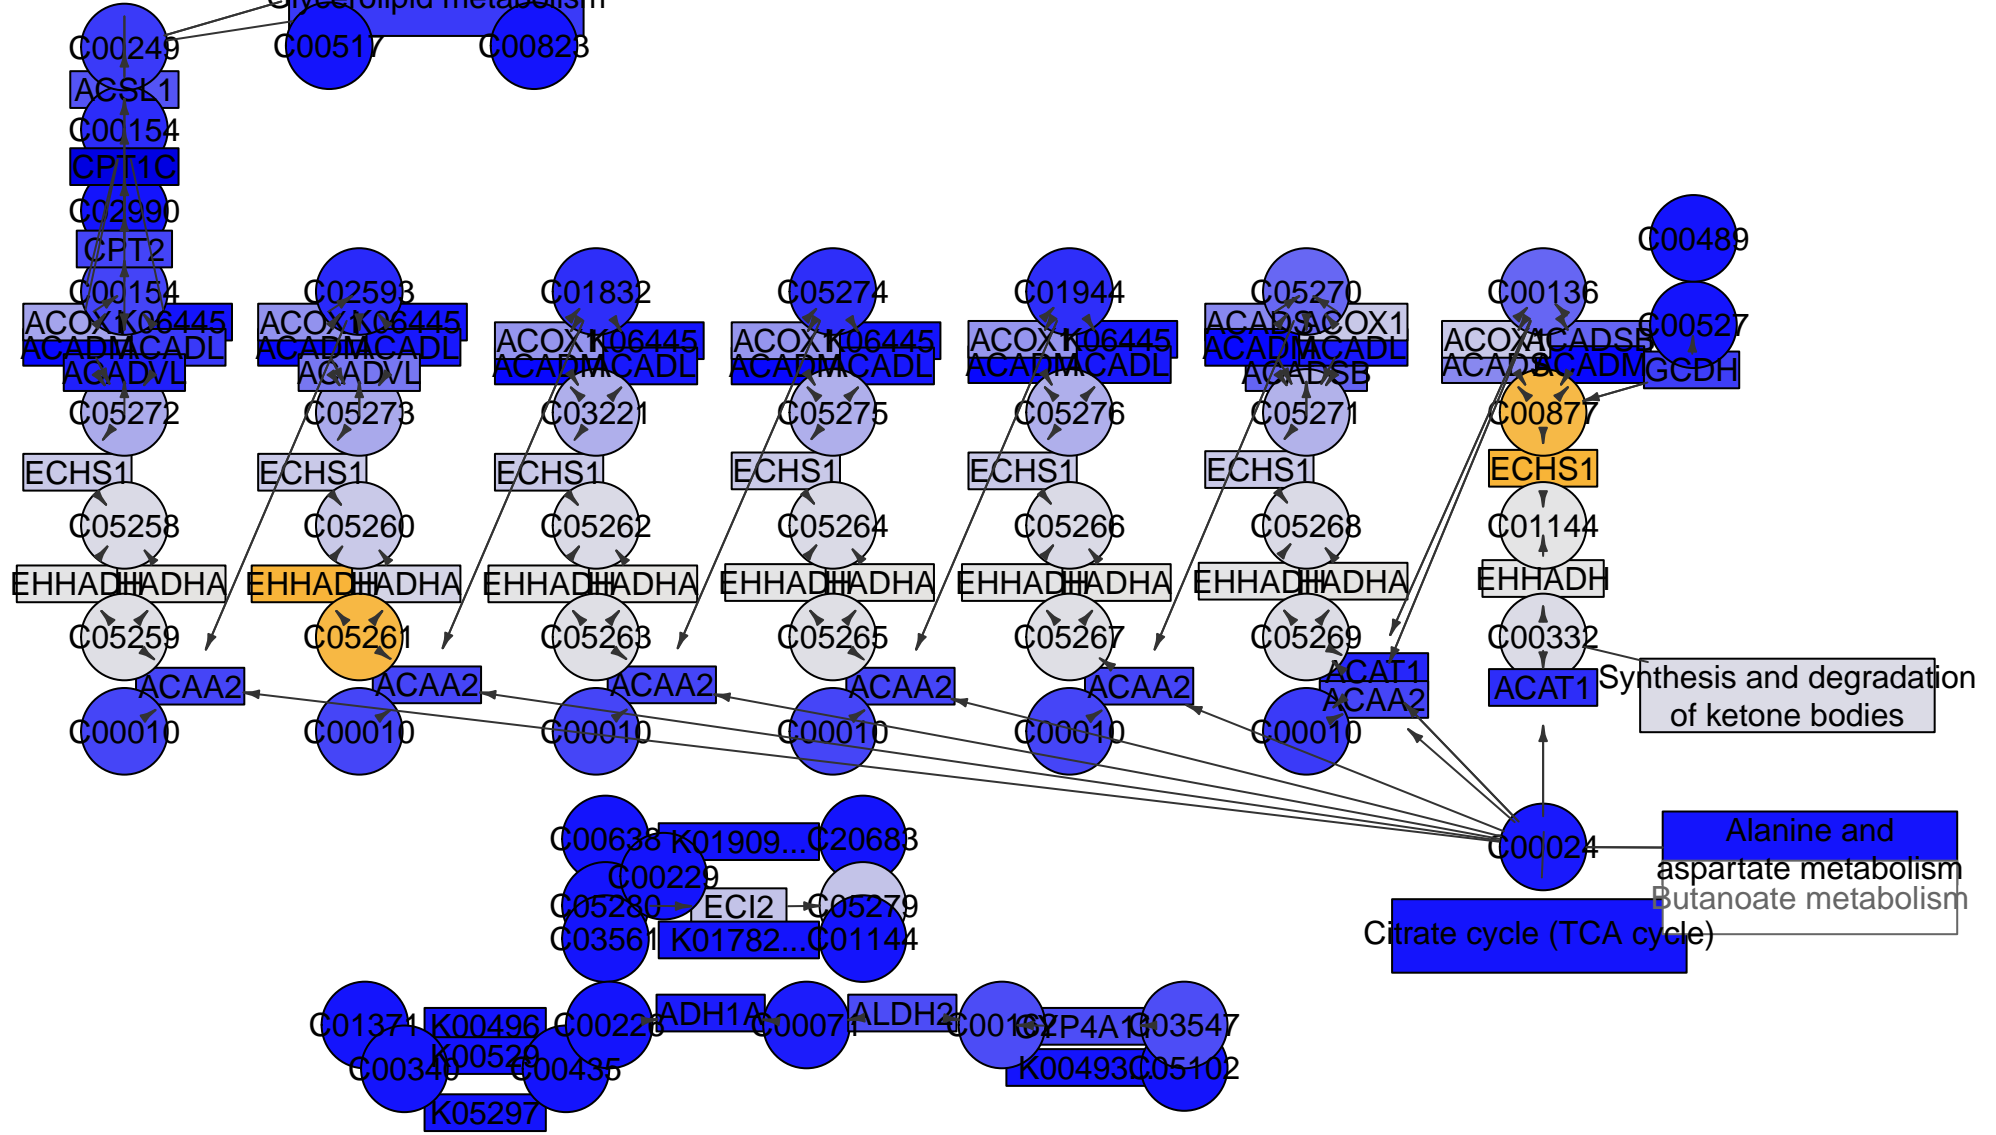 Glycerolipid metabolism
C00249
C00517
C00823
ACSL1
C00154
CPT1C
C02990
CPT2
C00489
C00154
C02593
C01832
C05274
C01944
C05270
C00136
C00527
ACOX1 K06445
ACOX1 K06445
ACOX1 K06445
ACOX1 K06445
ACOX1 K06445
ACADS ACOX1
ACOX1 ACADSB
ACADM ACADL
ACADM ACADL
ACADM ACADL
ACADM ACADL
ACADM ACADL
ACADM ACADL
ACADS ACADM
GCDH
ACADVL
ACADVL
ACADSB
C05272
C05273
C03221
C05275
C05276
C05271
C00877
ECHS1
ECHS1
ECHS1
ECHS1
ECHS1
ECHS1
ECHS1
C05258
C05260
C05262
C05264
C05266
C05268
C01144
EHHADH HADHA
EHHADH HADHA
EHHADH HADHA
EHHADH HADHA
EHHADH HADHA
EHHADH HADHA
EHHADH
C05259
C05261
C05263
C05265
C05267
C05269
C00332
ACAA2
ACAA2
ACAA2
ACAA2
ACAA2
ACAT1
ACAA2
ACAT1
Synthesis and degradation
of ketone bodies
C00010
C00010
C00010
C00010
C00010
C00010
C00638
K01909...
C20683
C00229
C05280
ECI2
C05279
C03561
K01782...
C01144
C00024
Alanine and
aspartate metabolism
Butanoate metabolism
Citrate cycle (TCA cycle)
C01371
K00496
C00226
ADH1A
C00071
ALDH2
C00162
CYP4A11
C03547
C00340
K00529
C00435
K00493...
C05102
K05297